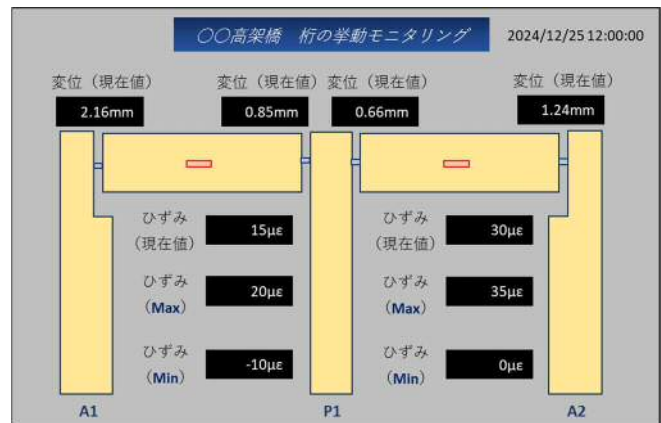 〇〇高架橋　桁の挙動モニタリング
2024/12/25 12:00:00
変位（現在値）
変位（現在値）
変位（現在値）
変位（現在値）
2.16mm
0.85mm
0.66mm
1.24mm
ひずみ
（現在値）
15με
ひずみ
（現在値）
30με
ひずみ
（Max）
20με
ひずみ
（Max）
35με
ひずみ
（Min）
-10με
ひずみ
（Min）
0με
A1
P1
A2